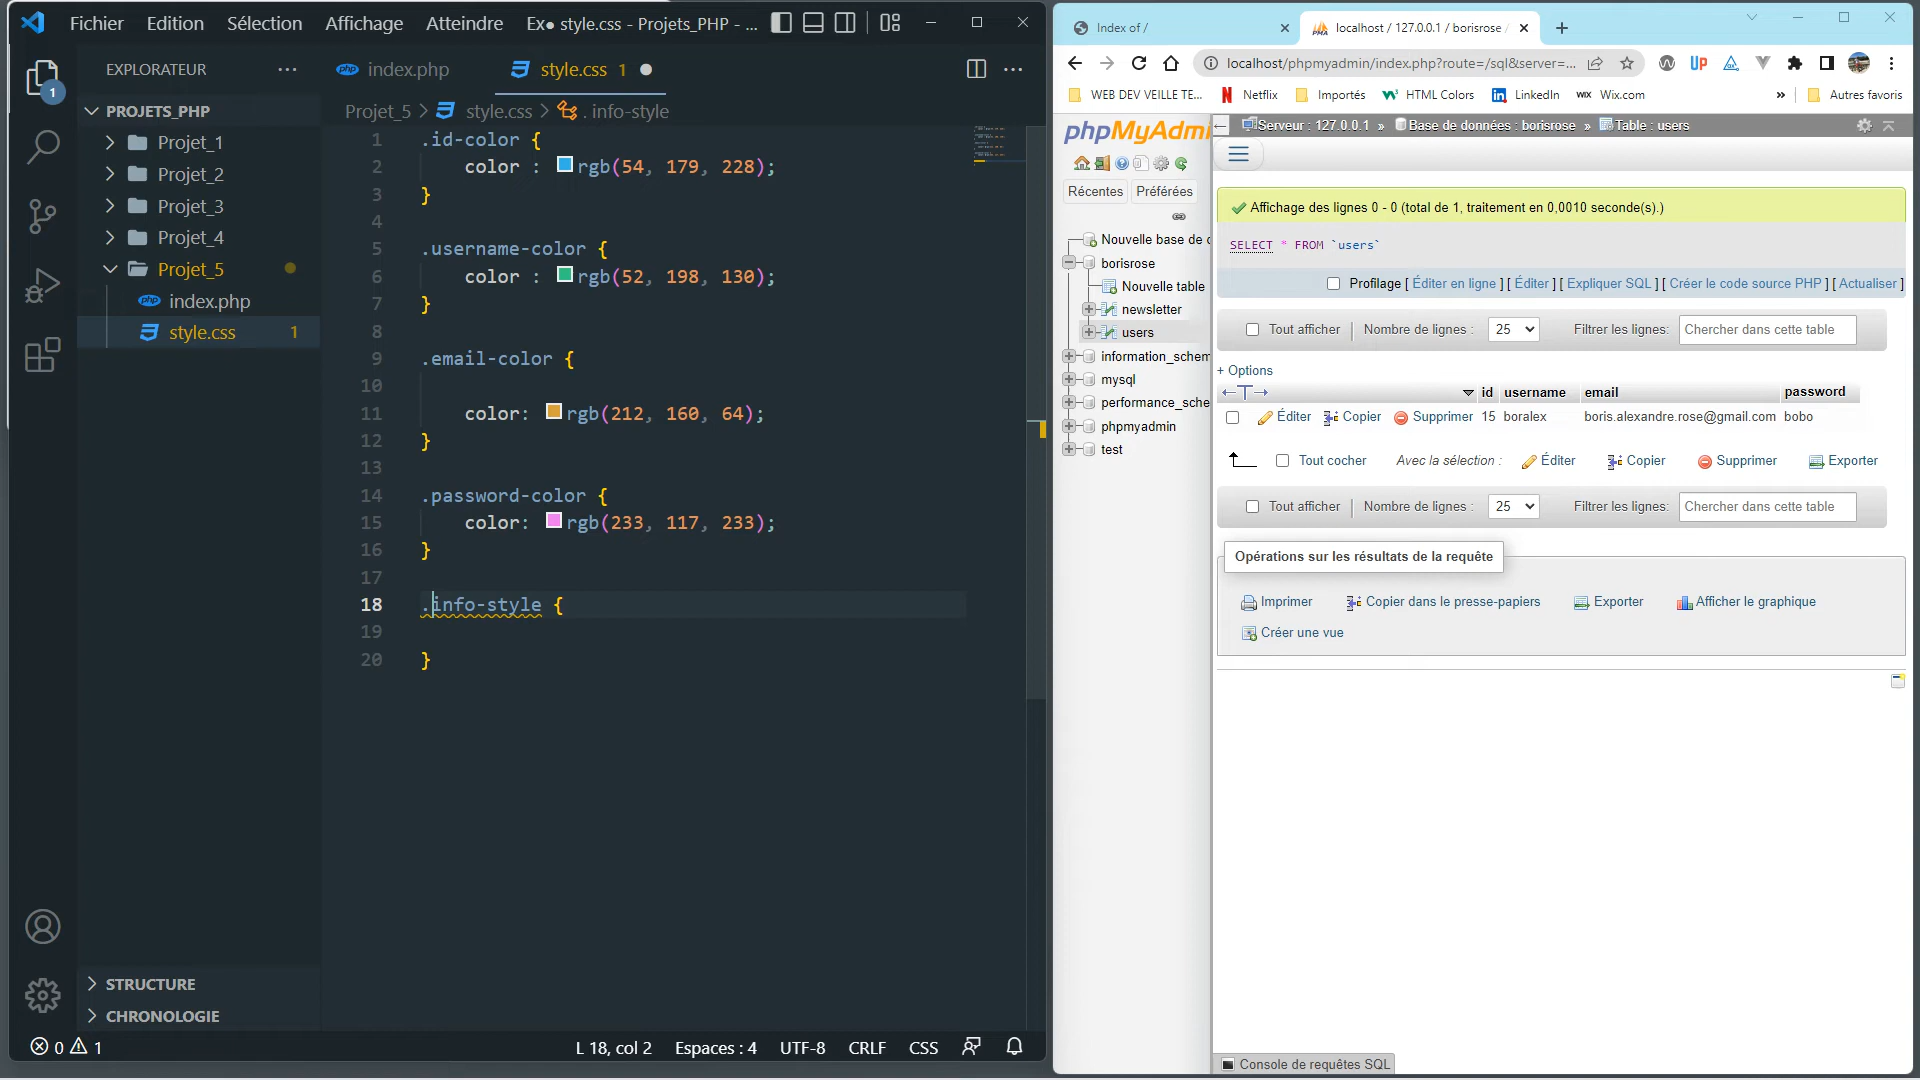 Fichier Edition Sélection Affichage Atteindre Ex● style.css - Projets_PHP - ...
EXPLORATEUR
PROJETS_PHP
Projet_1
Projet_2
Projet_3
Projet_4
Projet_5
index.php
style.css 1
1
STRUCTURE
CHRONOLOGIE
index.php
style.css 1
Projet_5 > style.css > . info-style
1 .id-color {
2 color : rgb(54, 179, 228);
3 }
4
5 .username-color {
6 color : rgb(52, 198, 130);
7 }
8
9 .email-color {
10
11 color: rgb(212, 160, 64);
12 }
13
14 .password-color {
15 color: rgb(233, 117, 233);
16 }
17
18 .info-style {
19
20 }
0 1
L 18, col 2 Espaces : 4 UTF-8 CRLF CSS
Index of /
localhost / 127.0.0.1 / borisrose
localhost/phpmyadmin/index.php?route=/sql&server=...
WEB DEV VEILLE TE... Netflix Importés HTML Colors LinkedIn Wix.com » Autres favoris
phpMyAdmi
Récentes Préférées
Nouvelle base de
borisrose
Nouvelle table
newsletter
users
information_schem
mysql
performance_sche
phpmyadmin
test
Serveur : 127.0.0.1 » Base de données : borisrose » Table : users
Affichage des lignes 0 - 0 (total de 1, traitement en 0,0010 seconde(s).)
SELECT * FROM `users`
Profilage [ Éditer en ligne ] [ Éditer ] [ Expliquer SQL ] [ Créer le code source PHP ] [ Actualiser ]
Tout afficher Nombre de lignes : 25 Filtrer les lignes: Chercher dans cette table
+ Options
←T→ id username email password
Éditer Copier Supprimer 15 boralex boris.alexandre.rose@gmail.com bobo
Tout cocher Avec la sélection : Éditer Copier Supprimer Exporter
Tout afficher Nombre de lignes : 25 Filtrer les lignes: Chercher dans cette table
Opérations sur les résultats de la requête
Imprimer Copier dans le presse-papiers Exporter Afficher le graphique
Créer une vue
Console de requêtes SQL